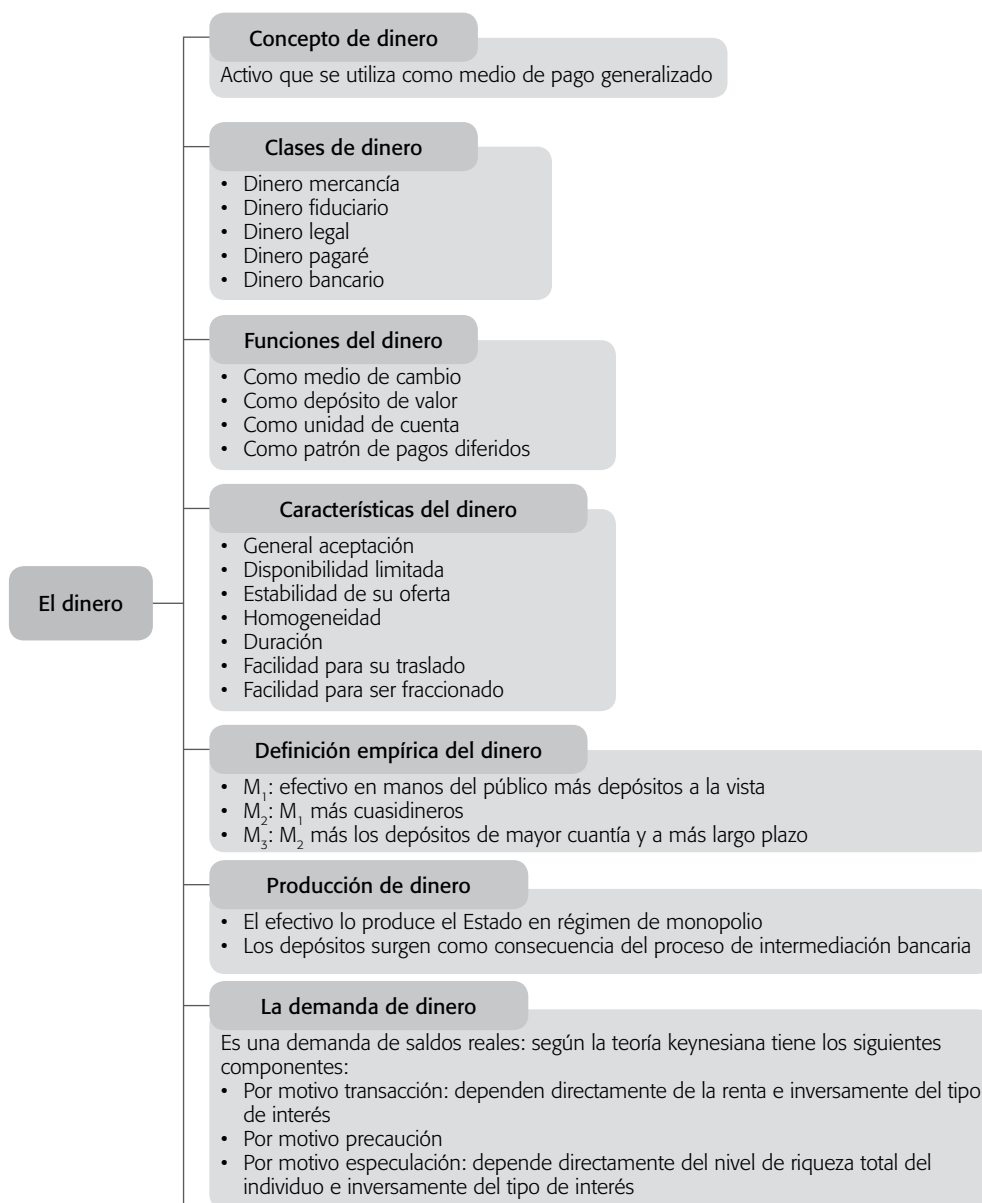 Concepto de dinero
Activo que se utiliza como medio de pago generalizado
Clases de dinero
• Dinero mercancía
• Dinero fiduciario
• Dinero legal
• Dinero pagaré
• Dinero bancario
Funciones del dinero
• Como medio de cambio
• Como depósito de valor
• Como unidad de cuenta
• Como patrón de pagos diferidos
Características del dinero
• General aceptación
• Disponibilidad limitada
• Estabilidad de su oferta
• Homogeneidad
• Duración
• Facilidad para su traslado
• Facilidad para ser fraccionado
El dinero
Definición empírica del dinero
• M₁: efectivo en manos del público más depósitos a la vista
• M₂: M₁ más cuasidineros
• M₃: M₂ más los depósitos de mayor cuantía y a más largo plazo
Producción de dinero
• El efectivo lo produce el Estado en régimen de monopolio
• Los depósitos surgen como consecuencia del proceso de intermediación bancaria
La demanda de dinero
Es una demanda de saldos reales: según la teoría keynesiana tiene los siguientes
componentes:
• Por motivo transacción: dependen directamente de la renta e inversamente del tipo
de interés
• Por motivo precaución
• Por motivo especulación: depende directamente del nivel de riqueza total del
individuo e inversamente del tipo de interés